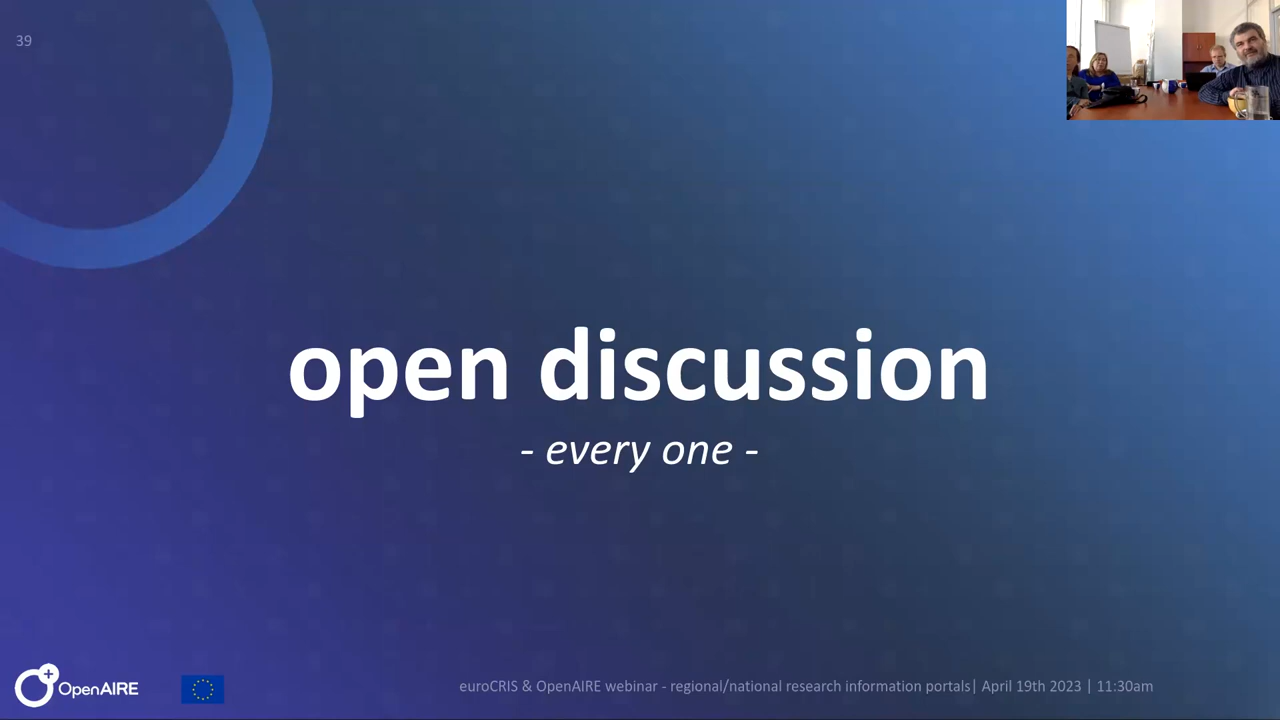 39
open discussion
- every one -
OpenAIRE
euroCRIS & OpenAIRE webinar - regional/national research information portals| April 19th 2023 | 11:30am